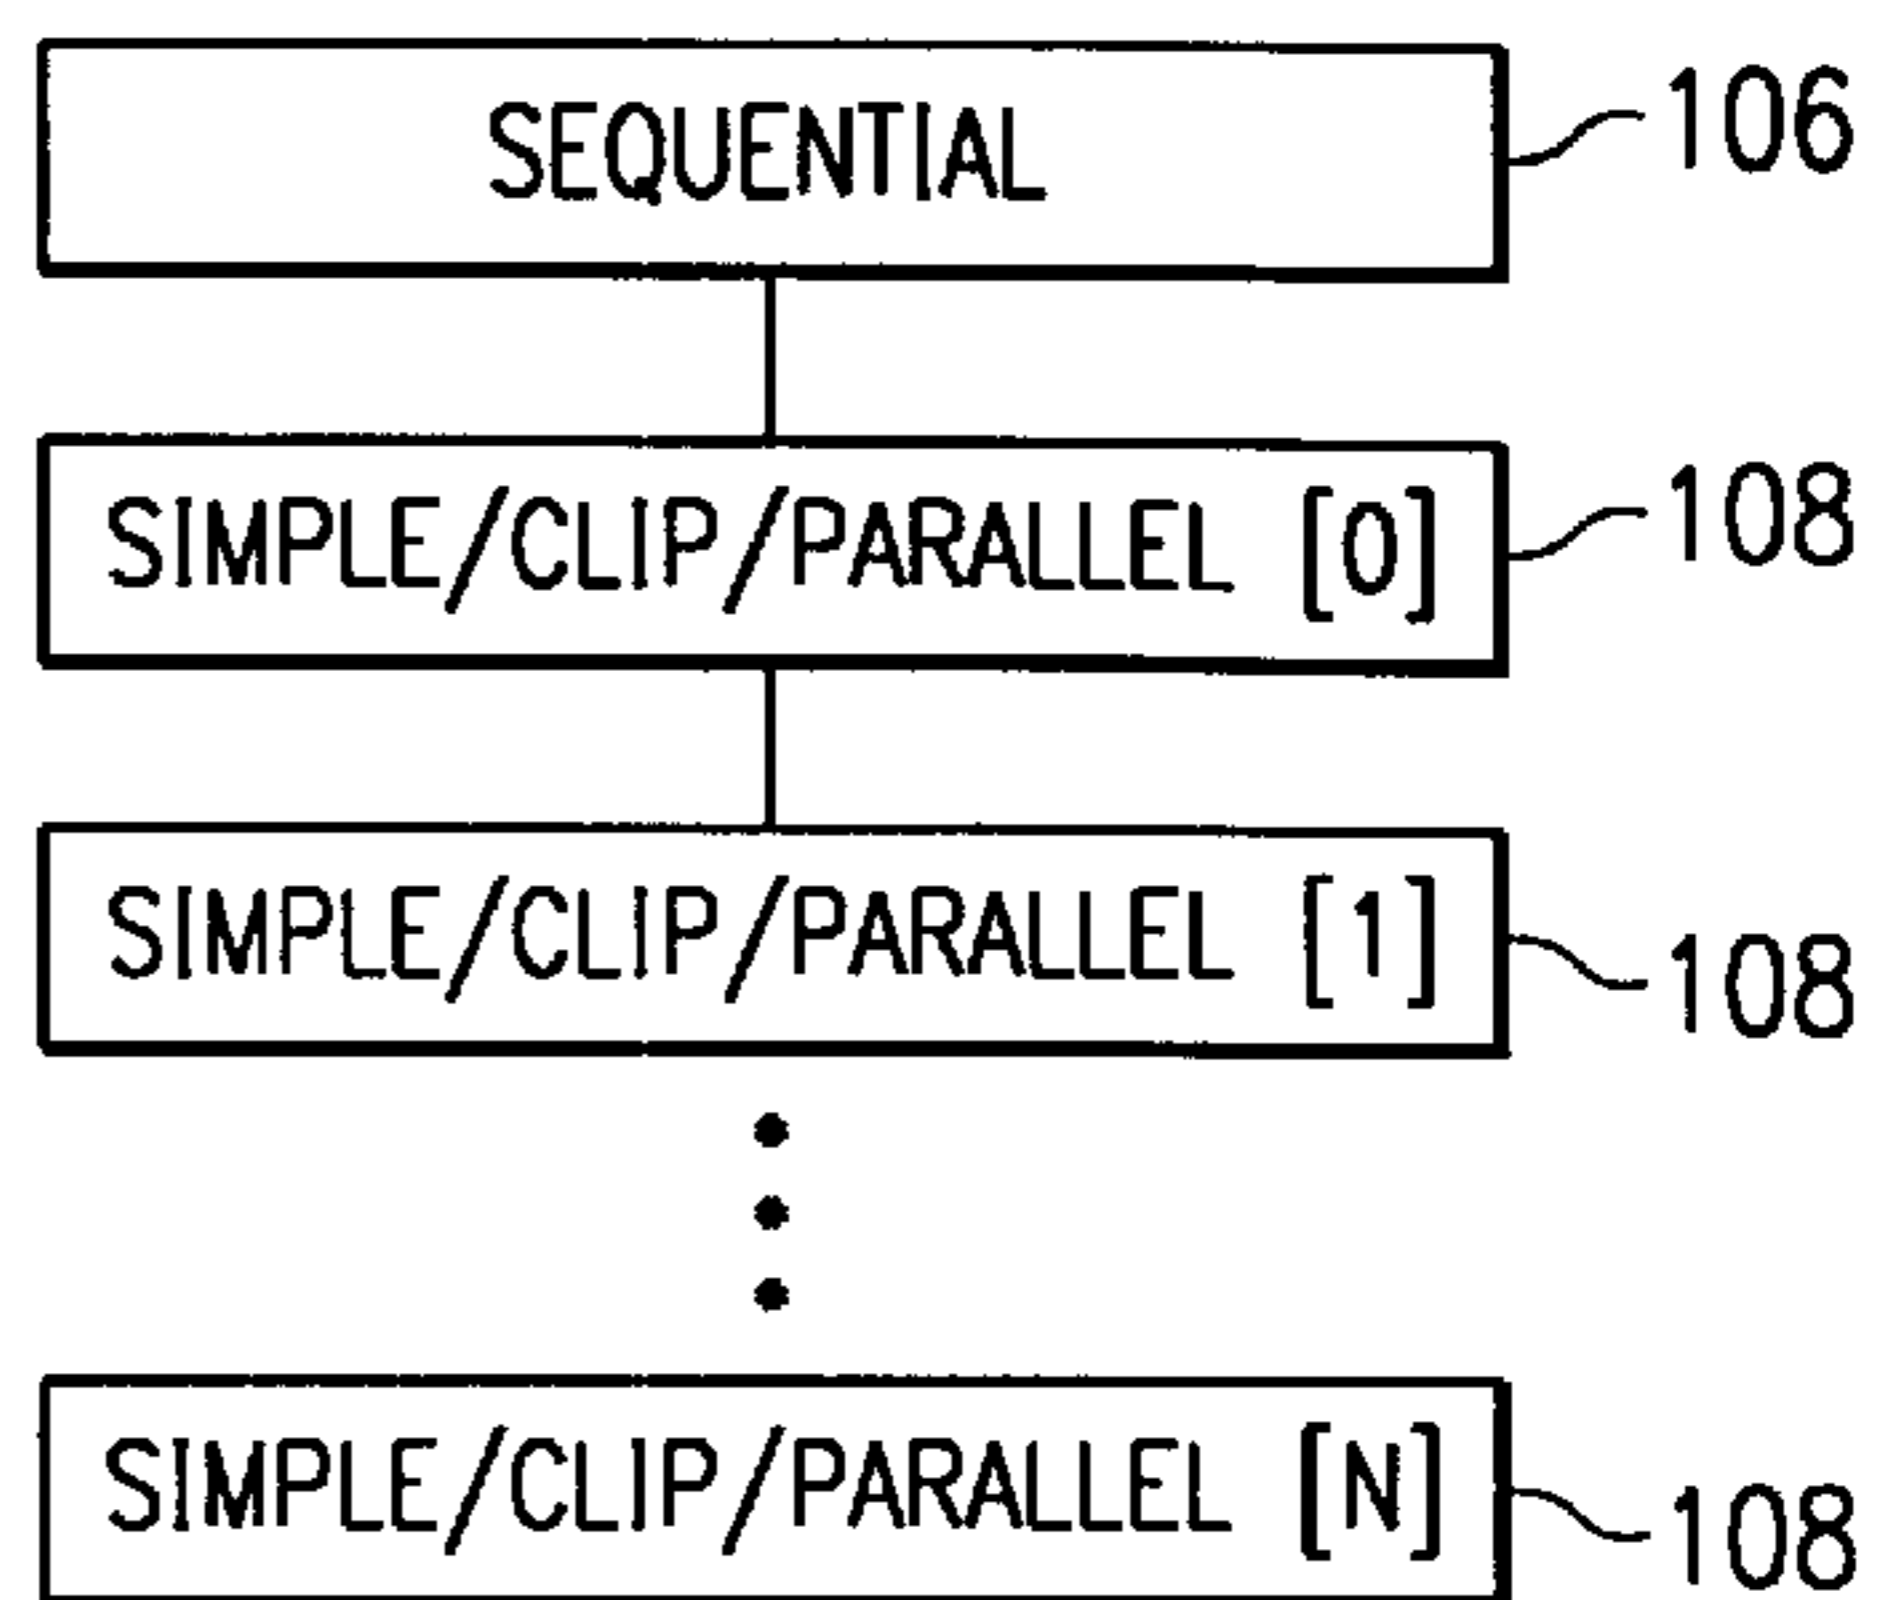 SEQUENTIAL 106
SIMPLE/CLIP/PARALLEL [0] 108
SIMPLE/CLIP/PARALLEL [1] 108
SIMPLE/CLIP/PARALLEL [N] 108